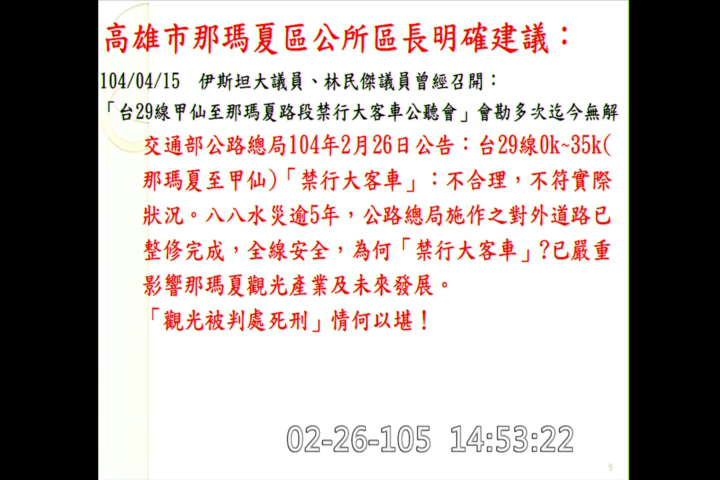 高雄市那瑪夏區公所區長明確建議：
104/04/15　伊斯坦大議員、林民傑議員曾經召開：
「台29線甲仙至那瑪夏路段禁行大客車公聽會」會勘多次迄今無解
交通部公路總局104年2月26日公告：台29線0k~35k(
那瑪夏至甲仙)「禁行大客車」：不合理，不符實際
狀況。八八水災逾5年，公路總局施作之對外道路已
整修完成，全線安全，為何「禁行大客車」?已嚴重
影響那瑪夏觀光產業及未來發展。
「觀光被判處死刑」情何以堪！
02-26-105 14:53:22
9